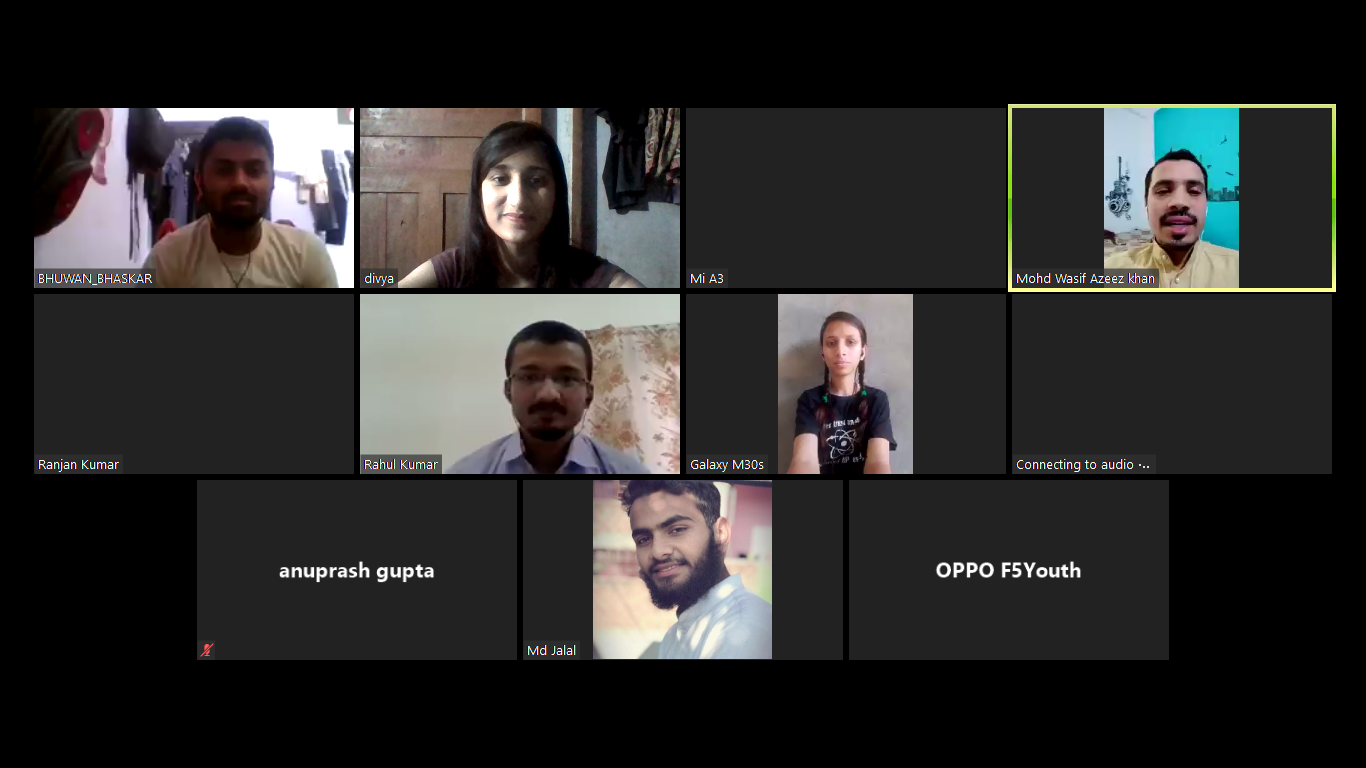 BHUWAN_BHASKAR
divya
Mi A3
Mohd Wasif Azeez khan
Ranjan Kumar
Rahul Kumar
Galaxy M30s
Connecting to audio •..
anuprash gupta
Md Jalal
OPPO F5Youth